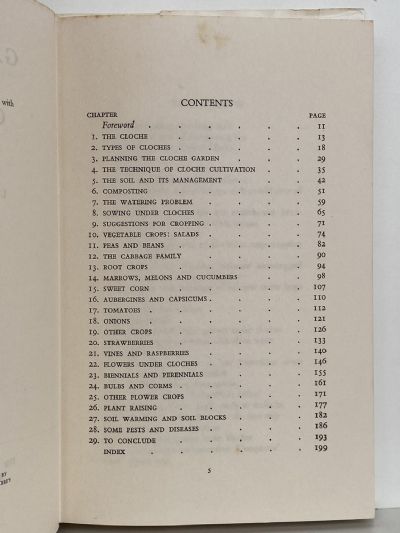 with
CONTENTS
CHAPTER PAGE
Foreword . . . . . . 11
1. THE CLOCHE . . . . . 13
2. TYPES OF CLOCHES . . . . . 18
3. PLANNING THE CLOCHE GARDEN . . . 29
4. THE TECHNIQUE OF CLOCHE CULTIVATION . . 35
5. THE SOIL AND ITS MANAGEMENT . . . 42
6. COMPOSTING . . . . . 51
7. THE WATERING PROBLEM . . . . 59
8. SOWING UNDER CLOCHES . . . . 65
9. SUGGESTIONS FOR CROPPING . . . . 71
10. VEGETABLE CROPS: SALADS . . . . 74
11. PEAS AND BEANS . . . . . 82
12. THE CABBAGE FAMILY . . . . 90
13. ROOT CROPS . . . . . 94
14. MARROWS, MELONS AND CUCUMBERS . . . 98
15. SWEET CORN . . . . . 107
16. AUBERGINES AND CAPSICUMS . . . . 110
17. TOMATOES . . . . . . 112
18. ONIONS . . . . . . 121
19. OTHER CROPS . . . . . 126
20. STRAWBERRIES . . . . . 133
21. VINES AND RASPBERRIES . . . . 140
22. FLOWERS UNDER CLOCHES . . . . 146
23. BIENNIALS AND PERENNIALS . . . . 155
24. BULBS AND CORMS . . . . . 161
25. OTHER FLOWER CROPS . . . . 171
26. PLANT RAISING . . . . . 177
27. SOIL WARMING AND SOIL BLOCKS . . . 182
28. SOME PESTS AND DISEASES . . . . 186
29. TO CONCLUDE . . . . . 193
INDEX . . . . . . 199
5
BY